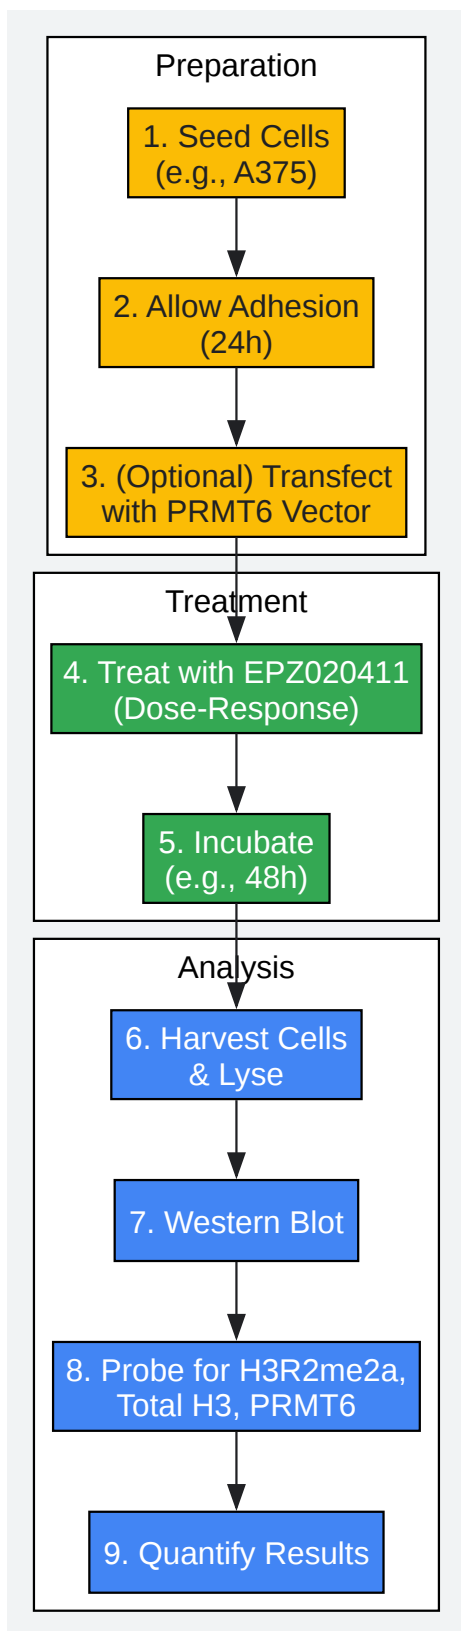 Preparation
1. Seed Cells
(e.g., A375)
2. Allow Adhesion
(24h)
3. (Optional) Transfect
with PRMT6 Vector
Treatment
4. Treat with EPZ020411
(Dose-Response)
5. Incubate
(e.g., 48h)
Analysis
6. Harvest Cells
& Lyse
7. Western Blot
8. Probe for H3R2me2a,
Total H3, PRMT6
9. Quantify Results